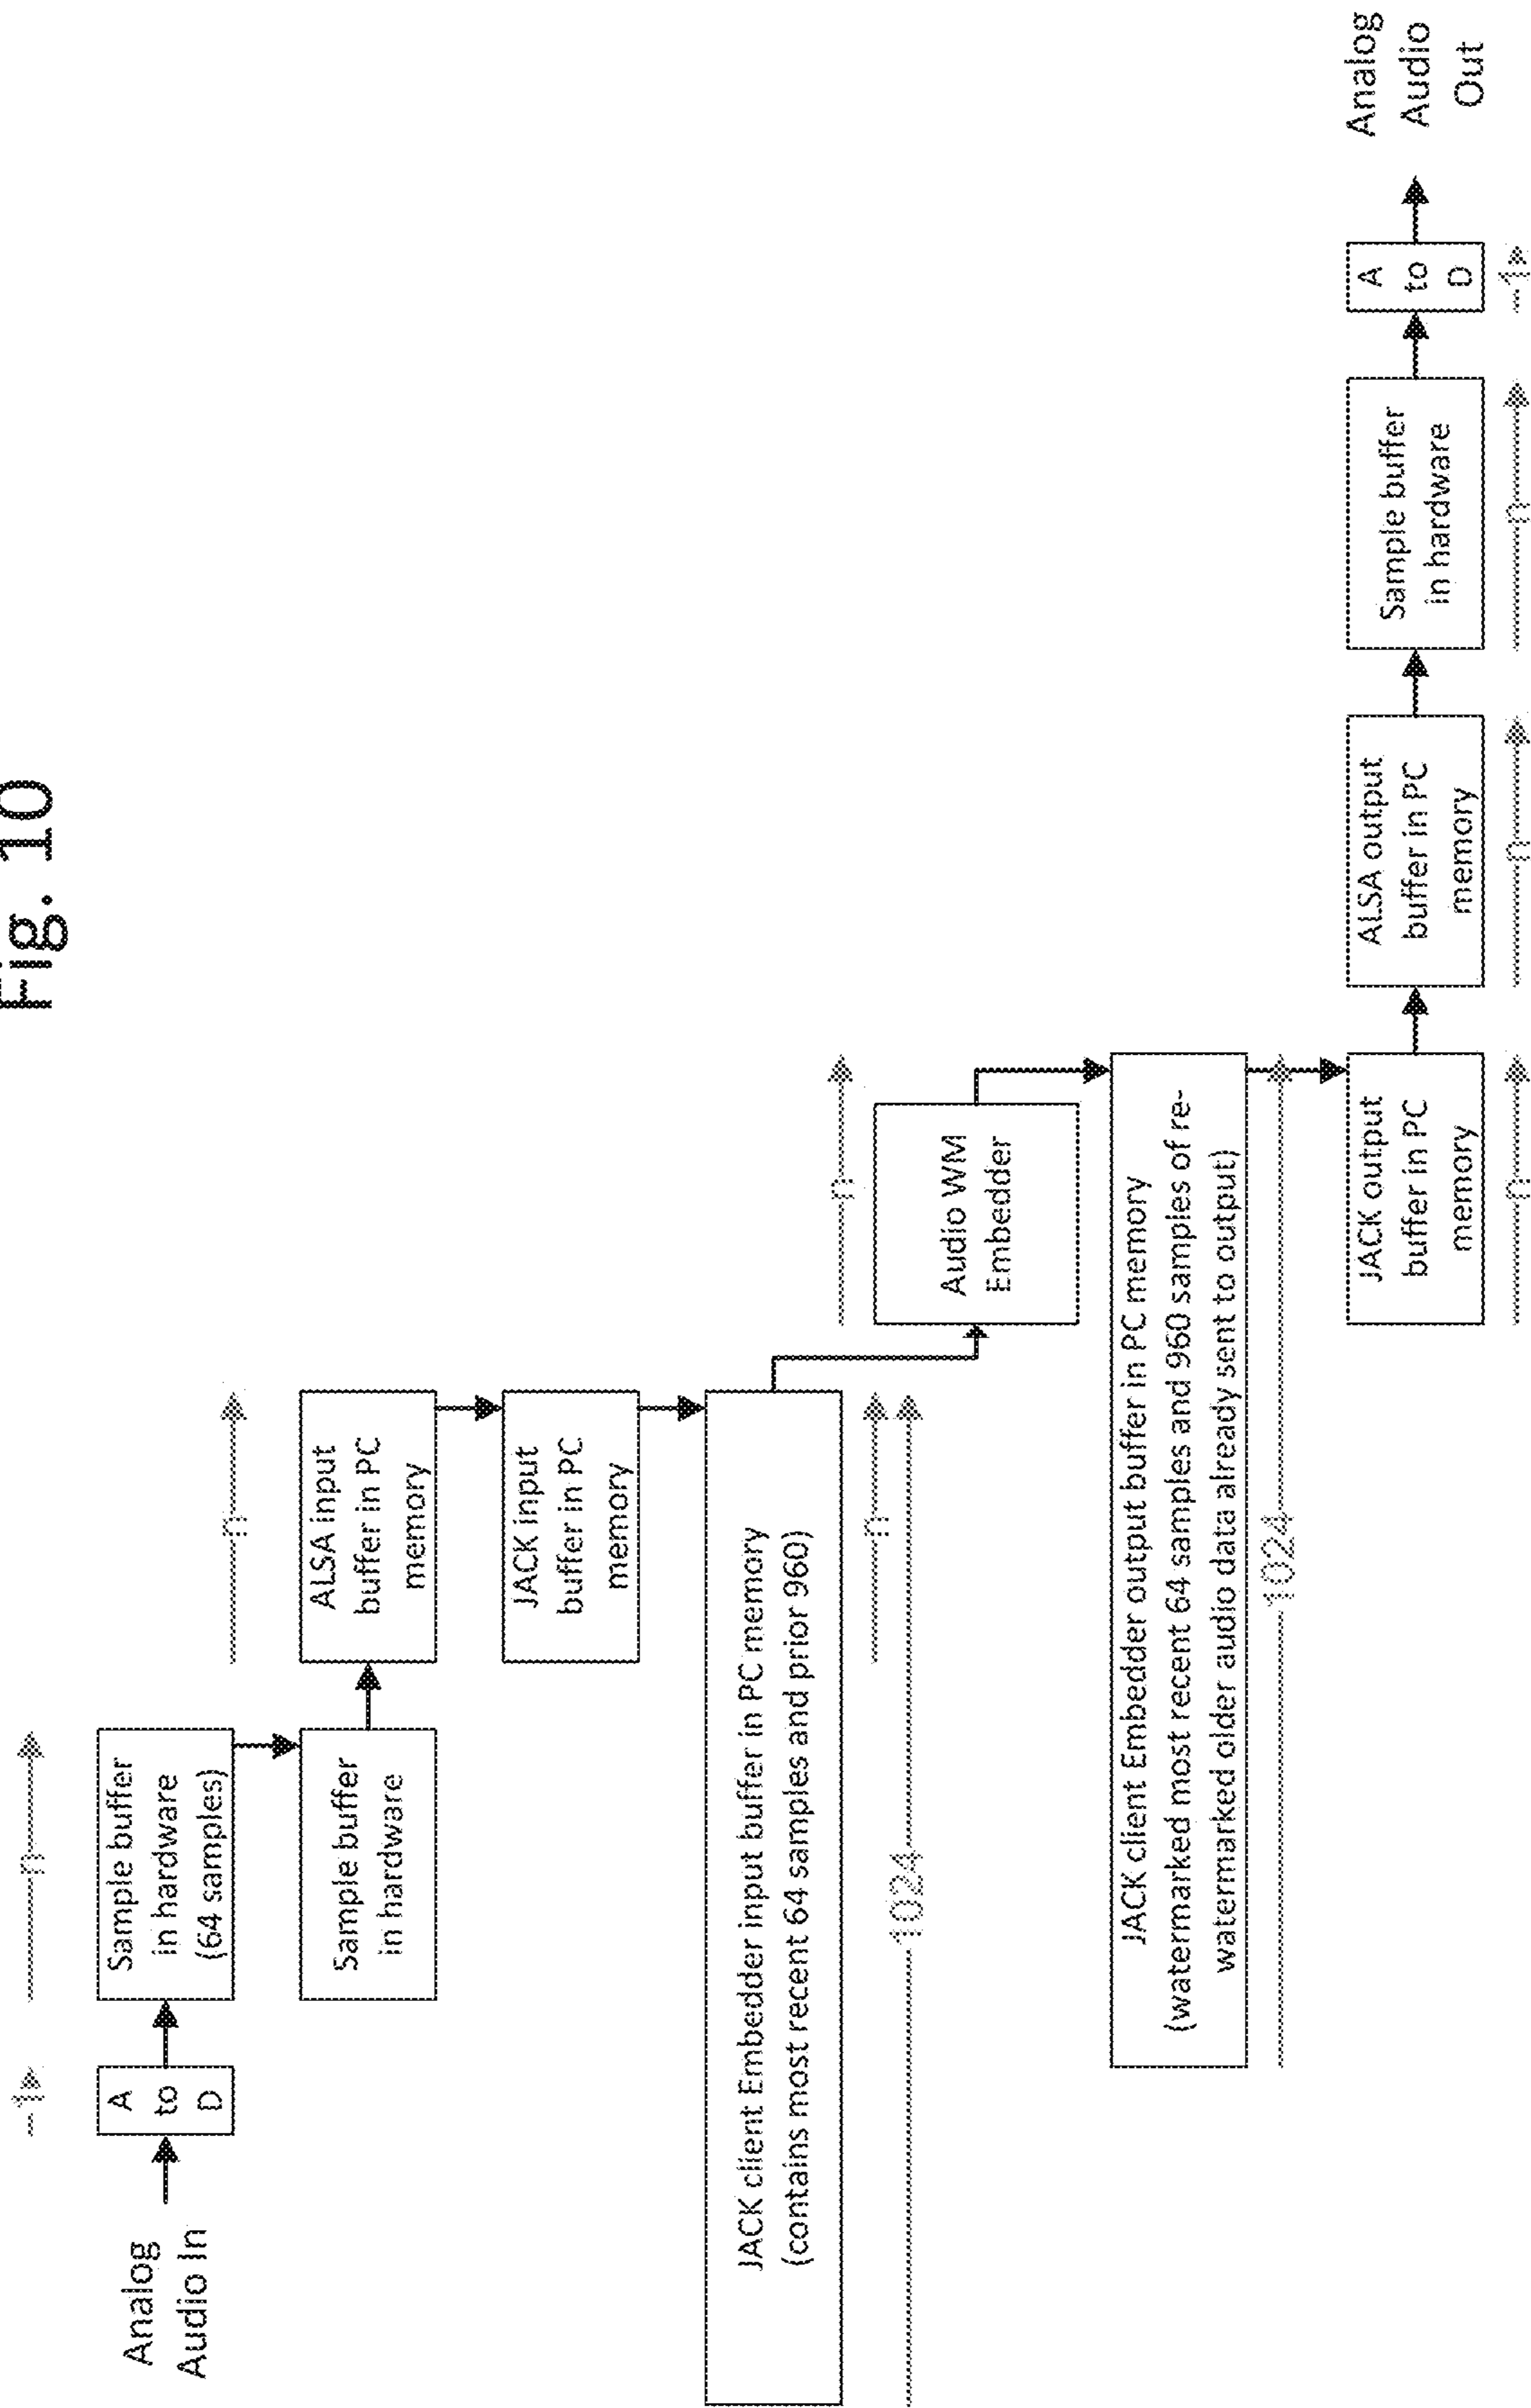 Fig. 10
~1
n
Analog
Audio In
A
to
D
Sample buffer
in hardware
(64 samples)
Sample buffer
in hardware
n
ALSA input
buffer in PC
memory
JACK input
buffer in PC
memory
JACK client Embedder input buffer in PC memory
(contains most recent 64 samples and prior 960)
n
1024
n
Audio WM
Embedder
JACK client Embedder output buffer in PC memory
(watermarked most recent 64 samples and 960 samples of re-
watermarked older audio data already sent to output)
1024
JACK output
buffer in PC
memory
ALSA output
buffer in PC
memory
Sample buffer
in hardware
A
to
D
Analog
Audio
Out
n
n
n
~1